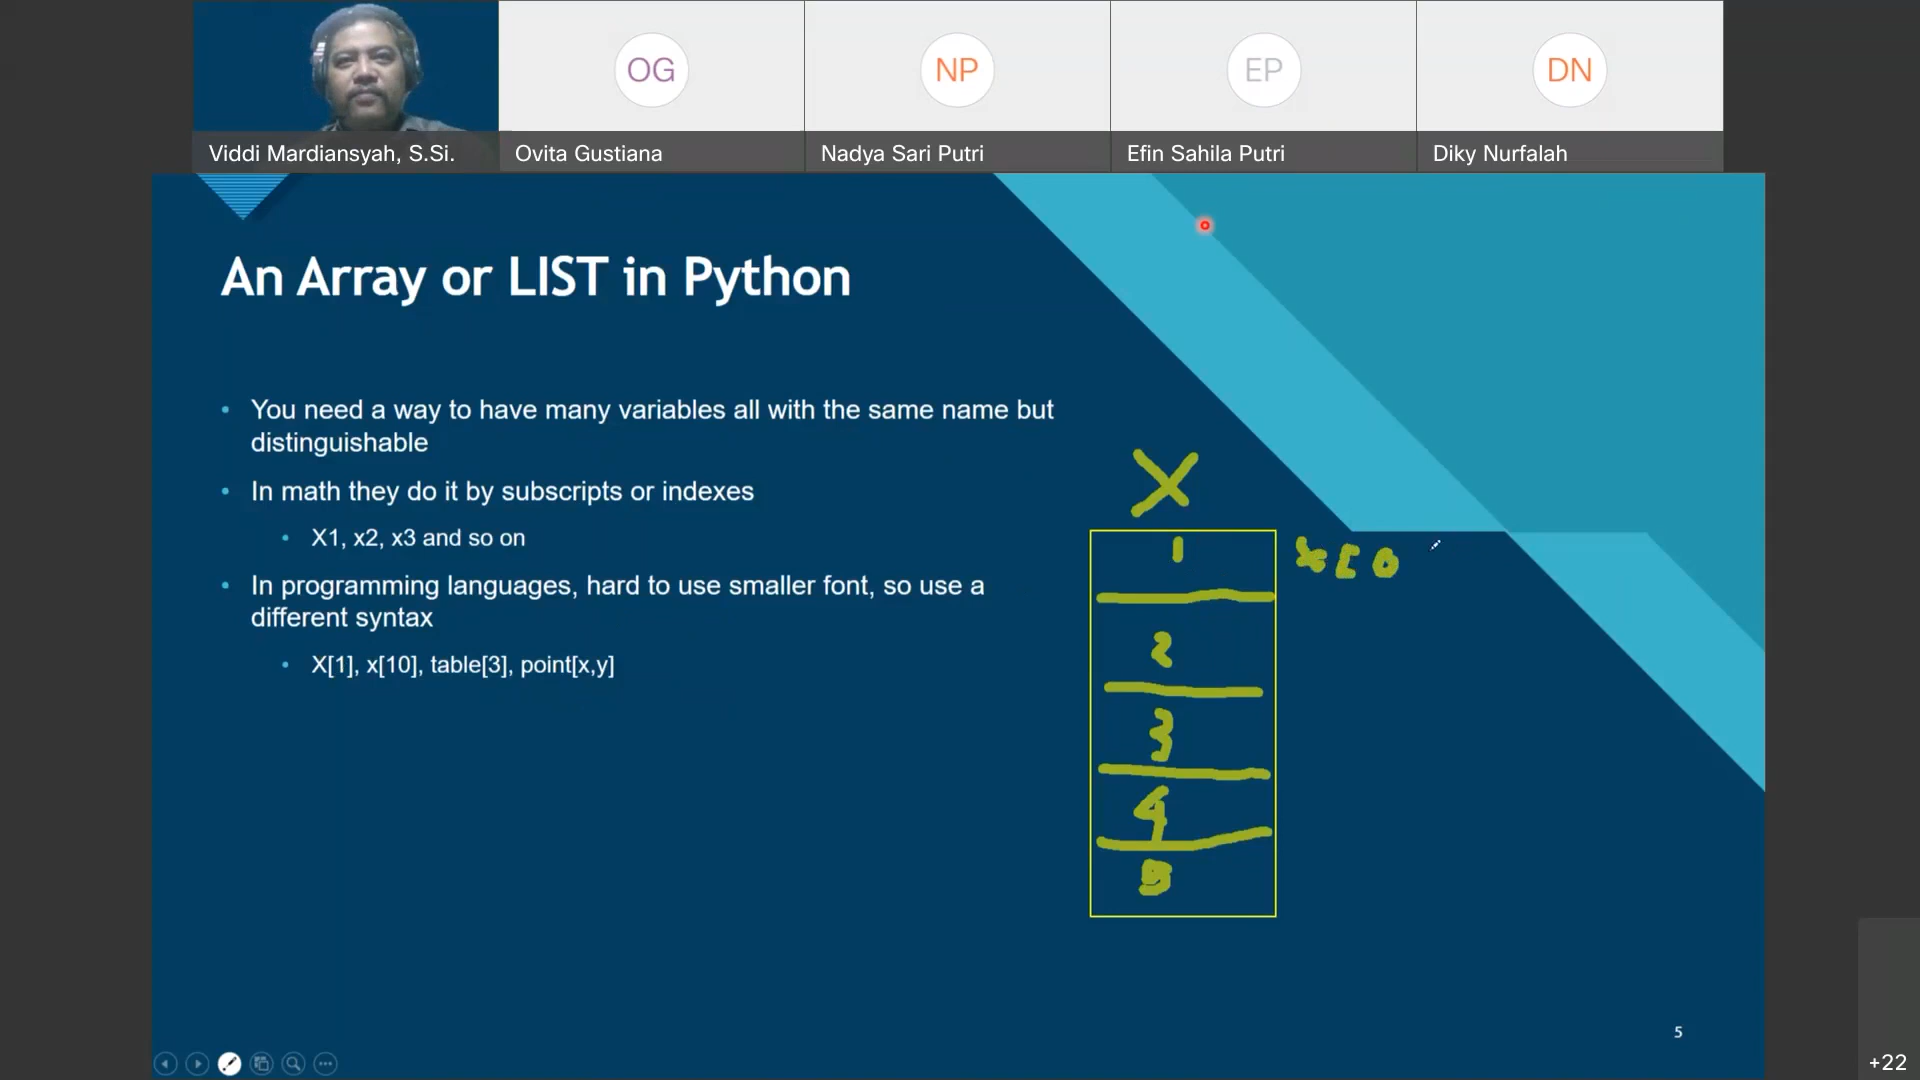 OG
NP
EP
DN
Viddi Mardiansyah, S.Si.
Ovita Gustiana
Nadya Sari Putri
Efin Sahila Putri
Diky Nurfalah
An Array or LIST in Python
• You need a way to have many variables all with the same name but
distinguishable
• In math they do it by subscripts or indexes
• X1, x2, x3 and so on
• In programming languages, hard to use smaller font, so use a
different syntax
• X[1], x[10], table[3], point[x,y]
X
1
x[0
2
3
4
5
5
+22